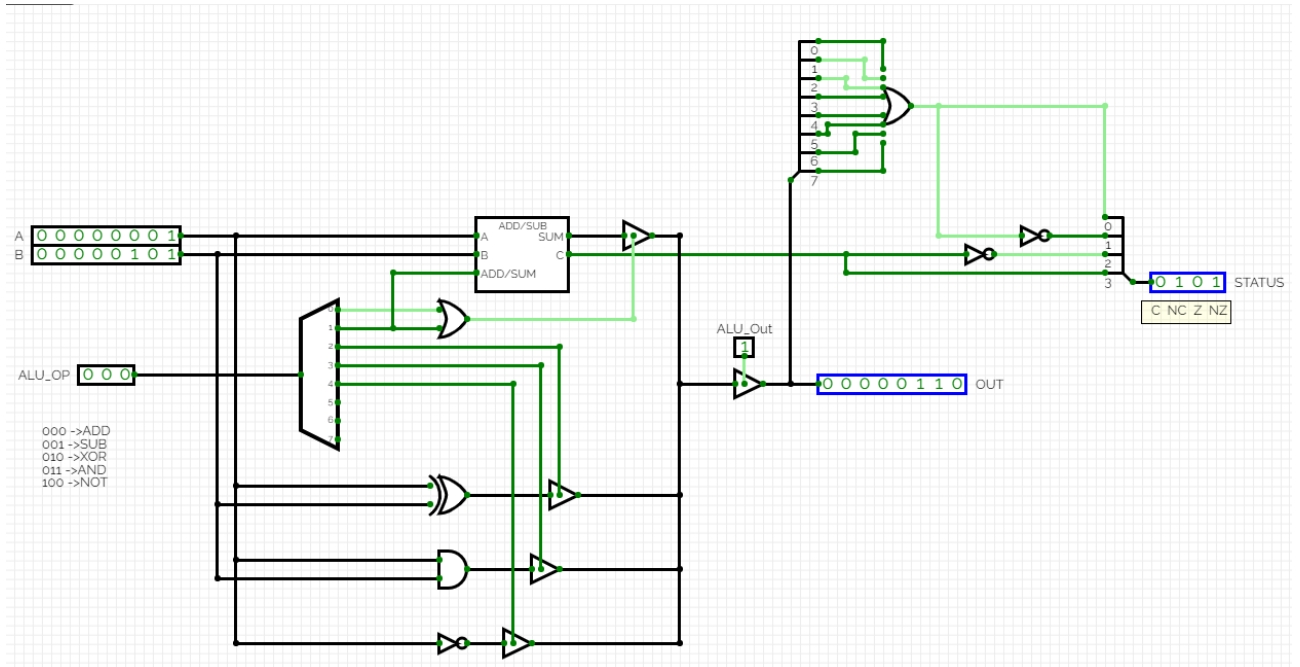 0
1
2
3
4
5
6
7
A 0 0 0 0 0 0 0 1
B 0 0 0 0 0 1 0 1
ADD/SUB
A SUM
B C
ADD/SUM
0
1
2
3
0 1 0 1 STATUS
C NC Z NZ
0
1
2
3
4
5
6
7
ALU_Out
1
ALU_OP 0 0 0
0 0 0 0 0 1 1 0 OUT
000 ->ADD
001 ->SUB
010 ->XOR
011 ->AND
100 ->NOT